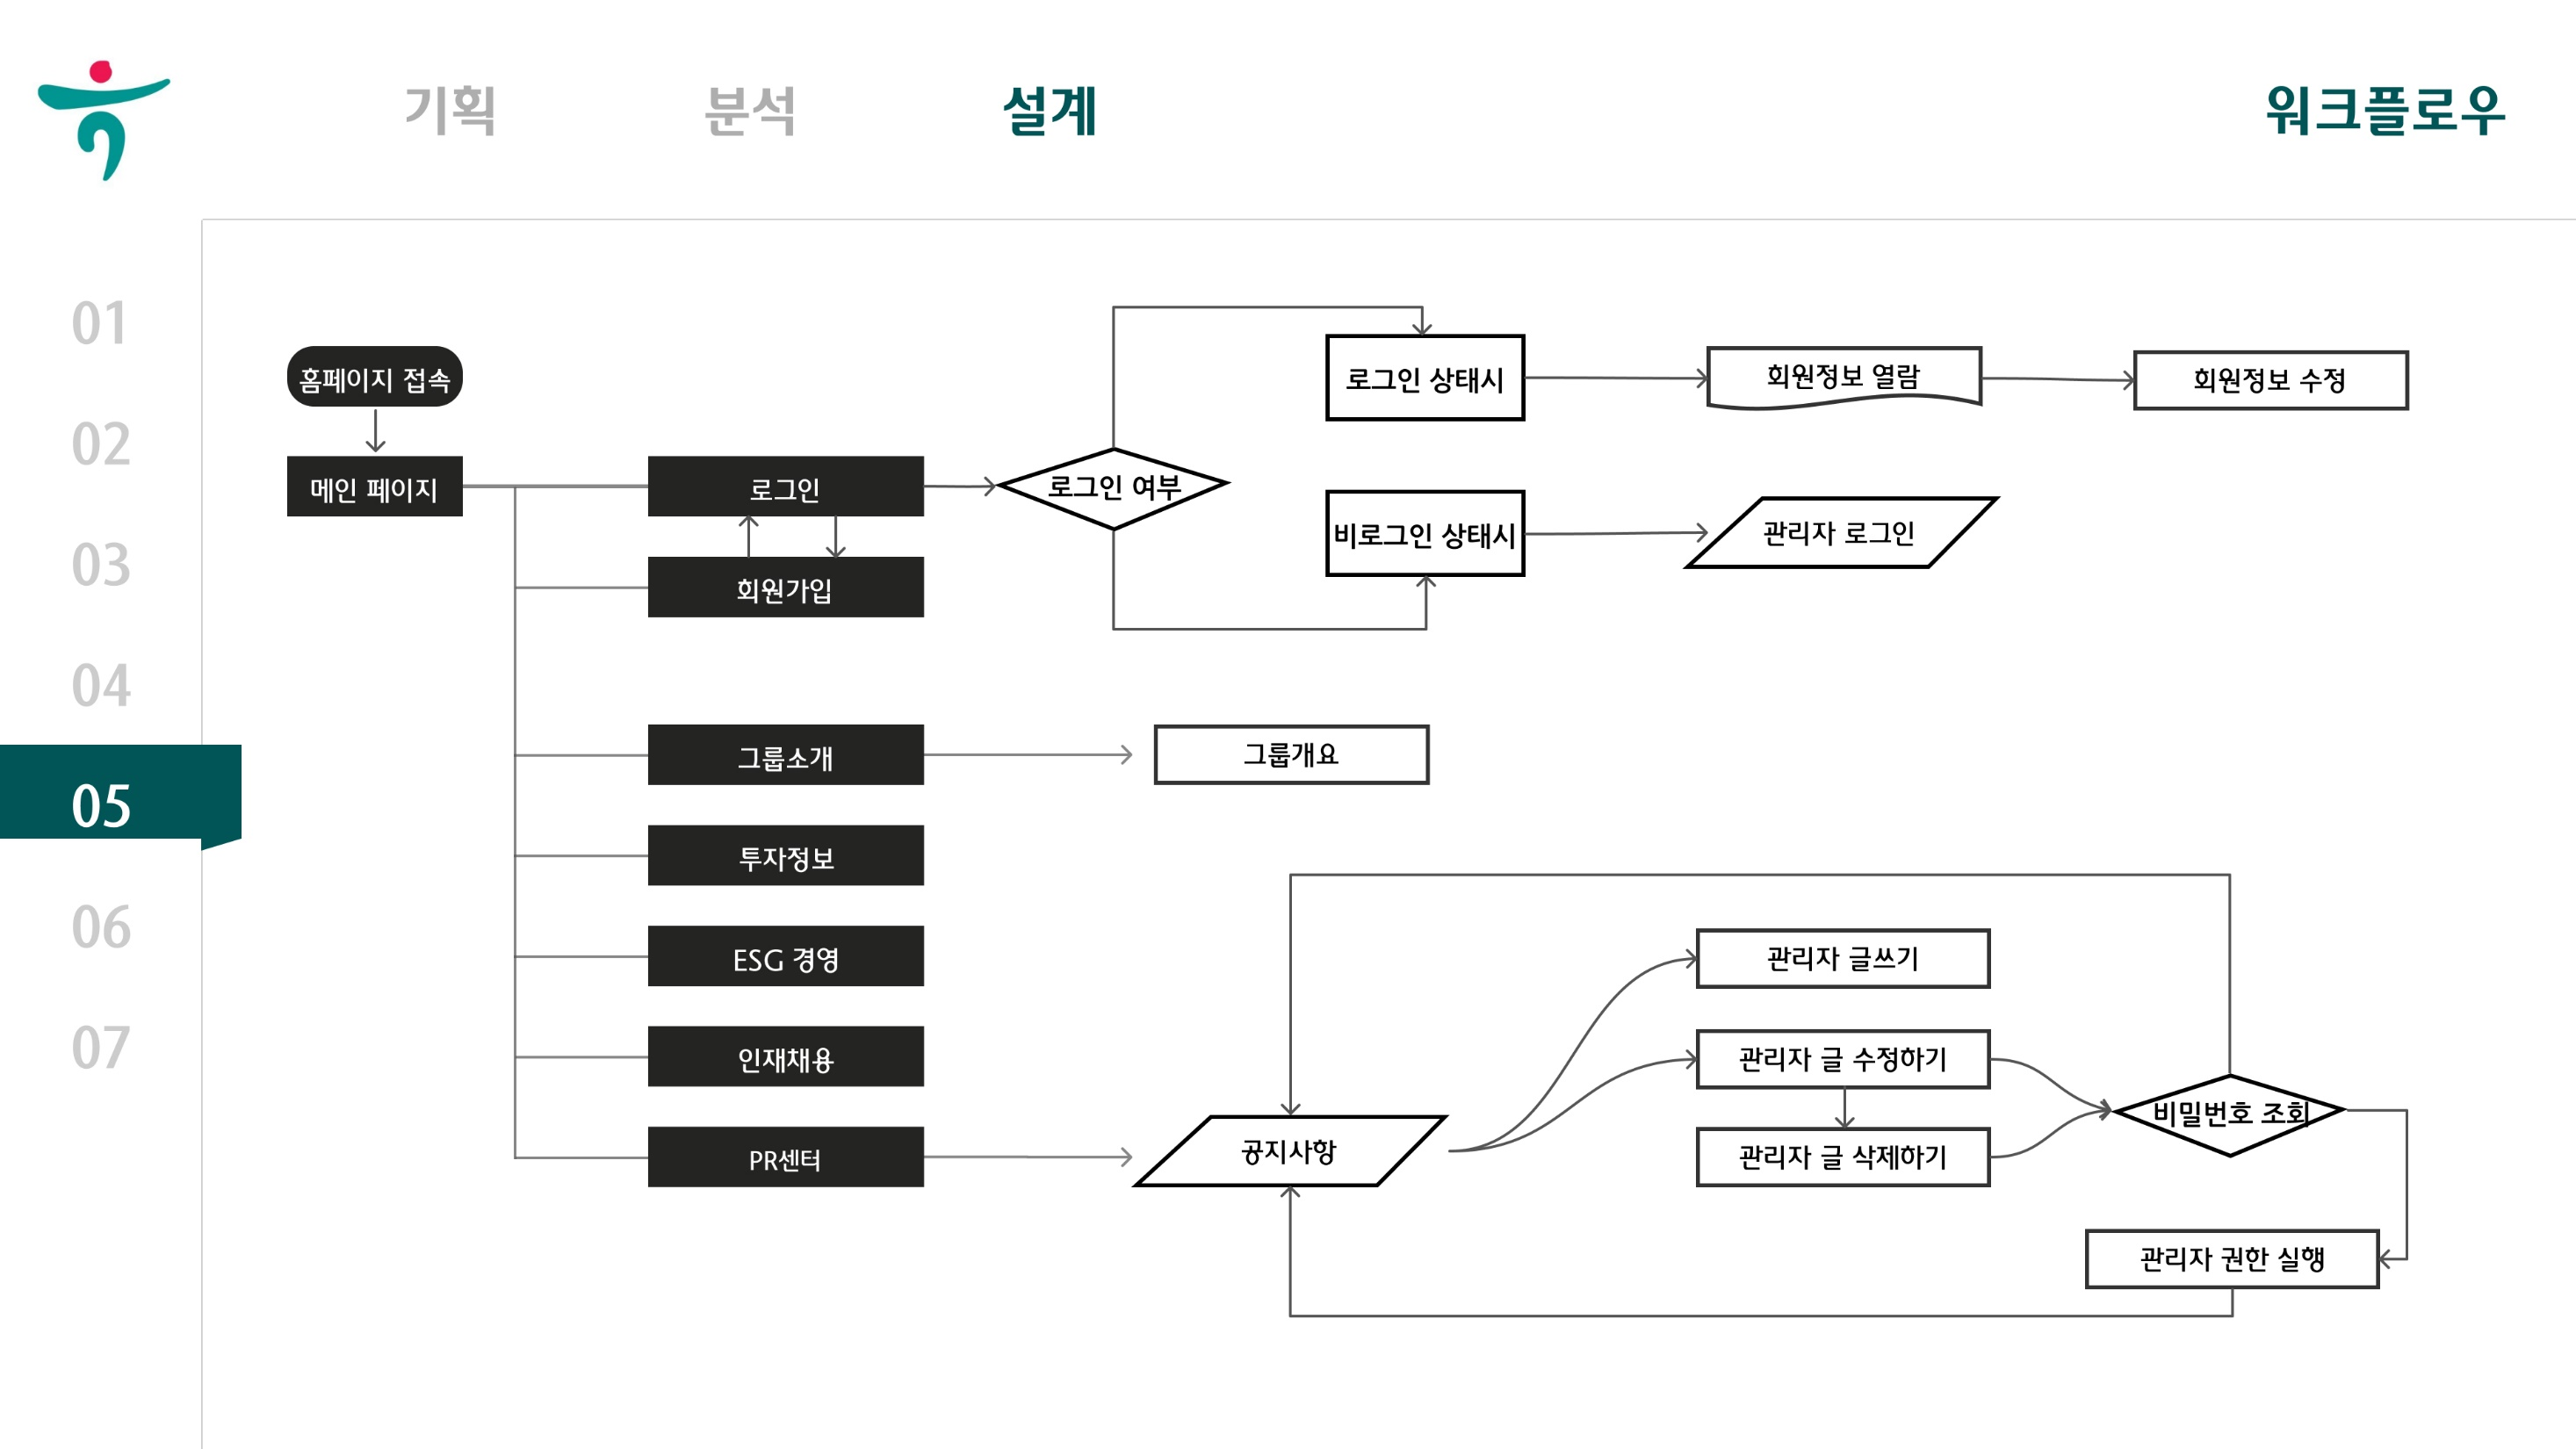 기획
분석
설계
워크플로우
01
02
03
04
05
06
07
홈페이지 접속
메인 페이지
로그인
회원가입
그룹소개
투자정보
ESG 경영
인재채용
PR센터
로그인 여부
로그인 상태시
회원정보 열람
회원정보 수정
비로그인 상태시
관리자 로그인
그룹개요
공지사항
관리자 글쓰기
관리자 글 수정하기
관리자 글 삭제하기
비밀번호 조회
관리자 권한 실행